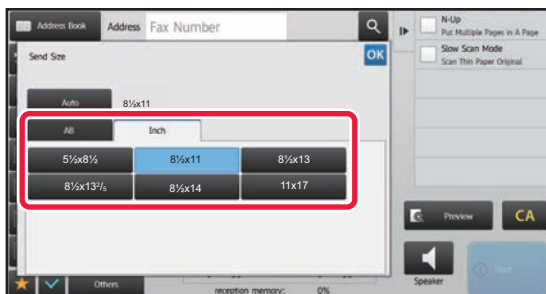 Address Book Address Fax Number
N-Up
Put Multiple Pages in A Page
Send Size OK
Slow Scan Mode
Scan Thin Paper Original
Auto 8½x11
AB Inch
5½x8½ 8½x11 8½x13
8½x13²/₅ 8½x14 11x17
Preview CA
Start
Others
reception memory: 0%
Speaker